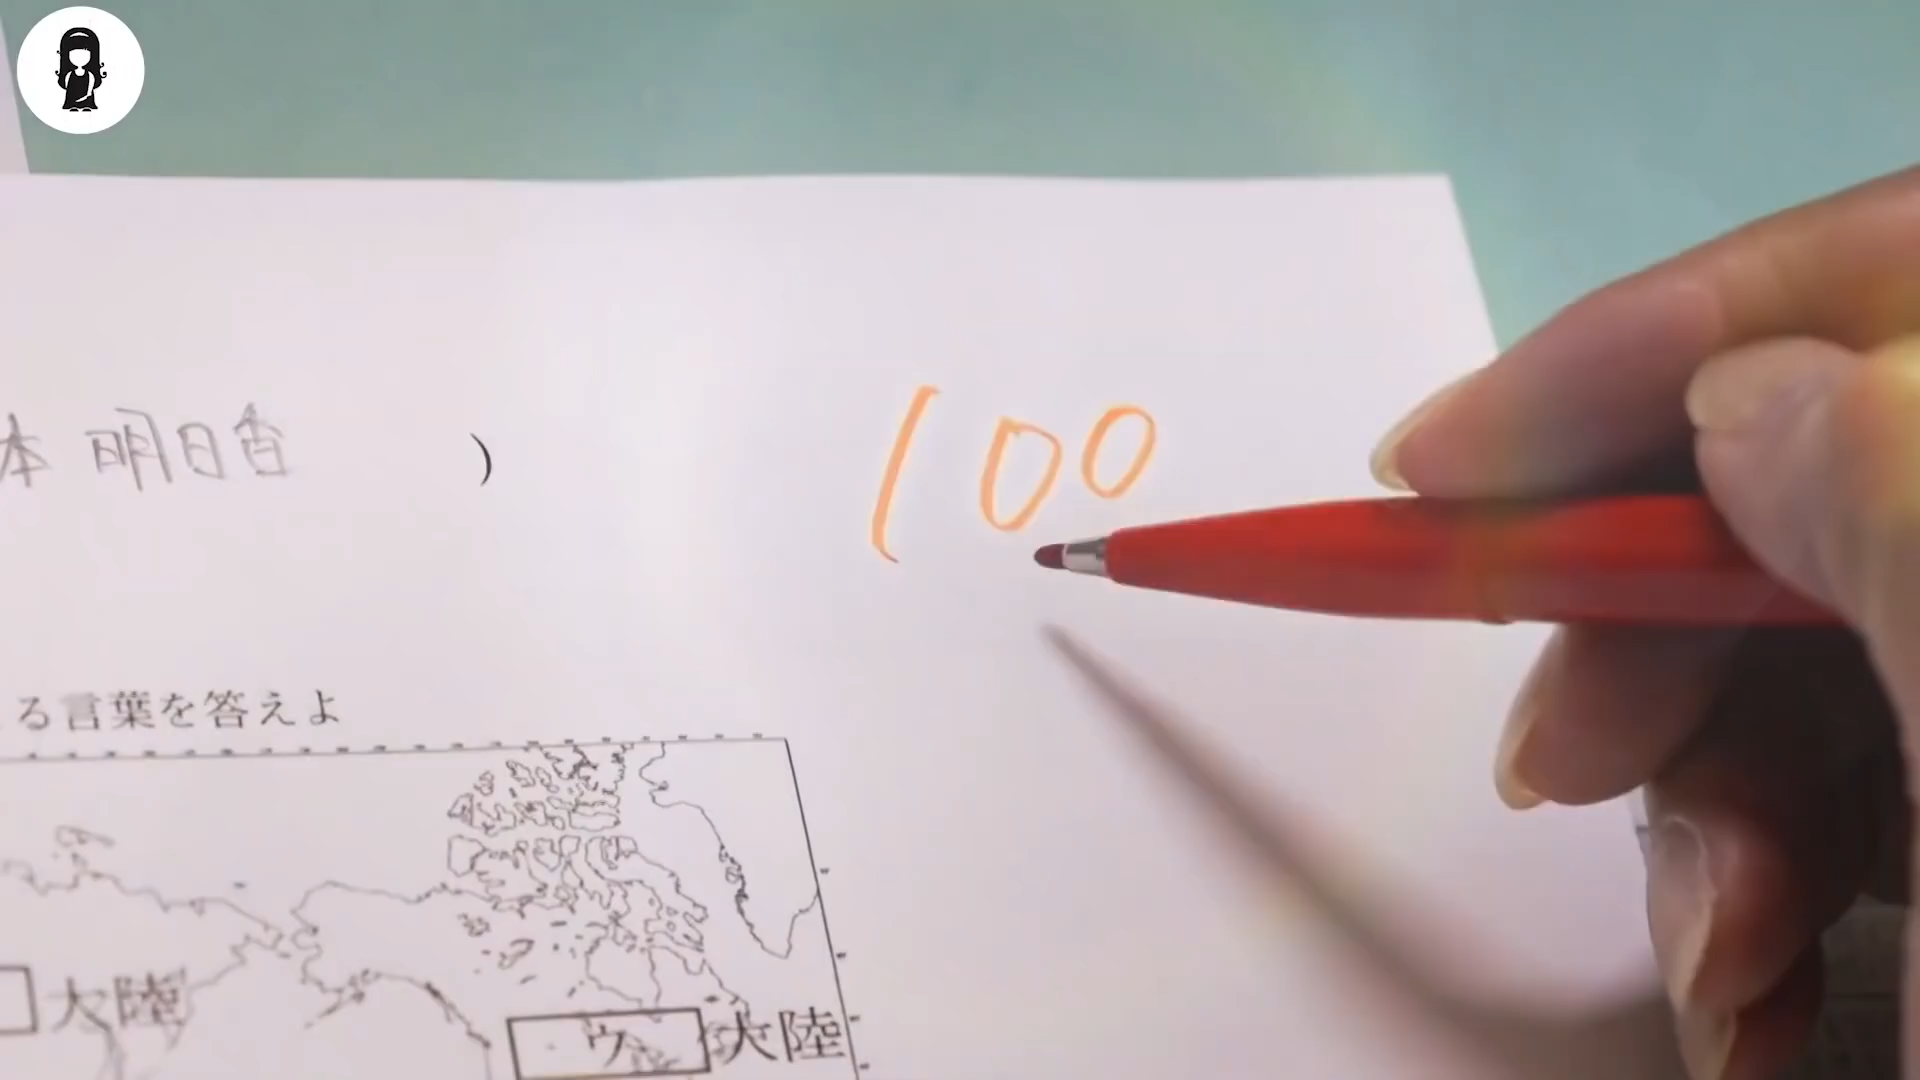 本 明日香 )
100
る言葉を答えよ
大陸
ウ 大陸